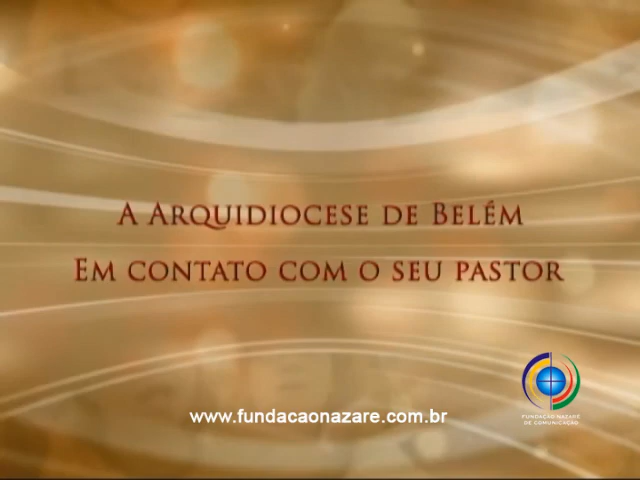 A ARQUIDIOCESE DE BELÉM
EM CONTATO COM O SEU PASTOR
FUNDAÇÃO NAZARÉ
DE COMUNICAÇÃO
www.fundacaonazare.com.br